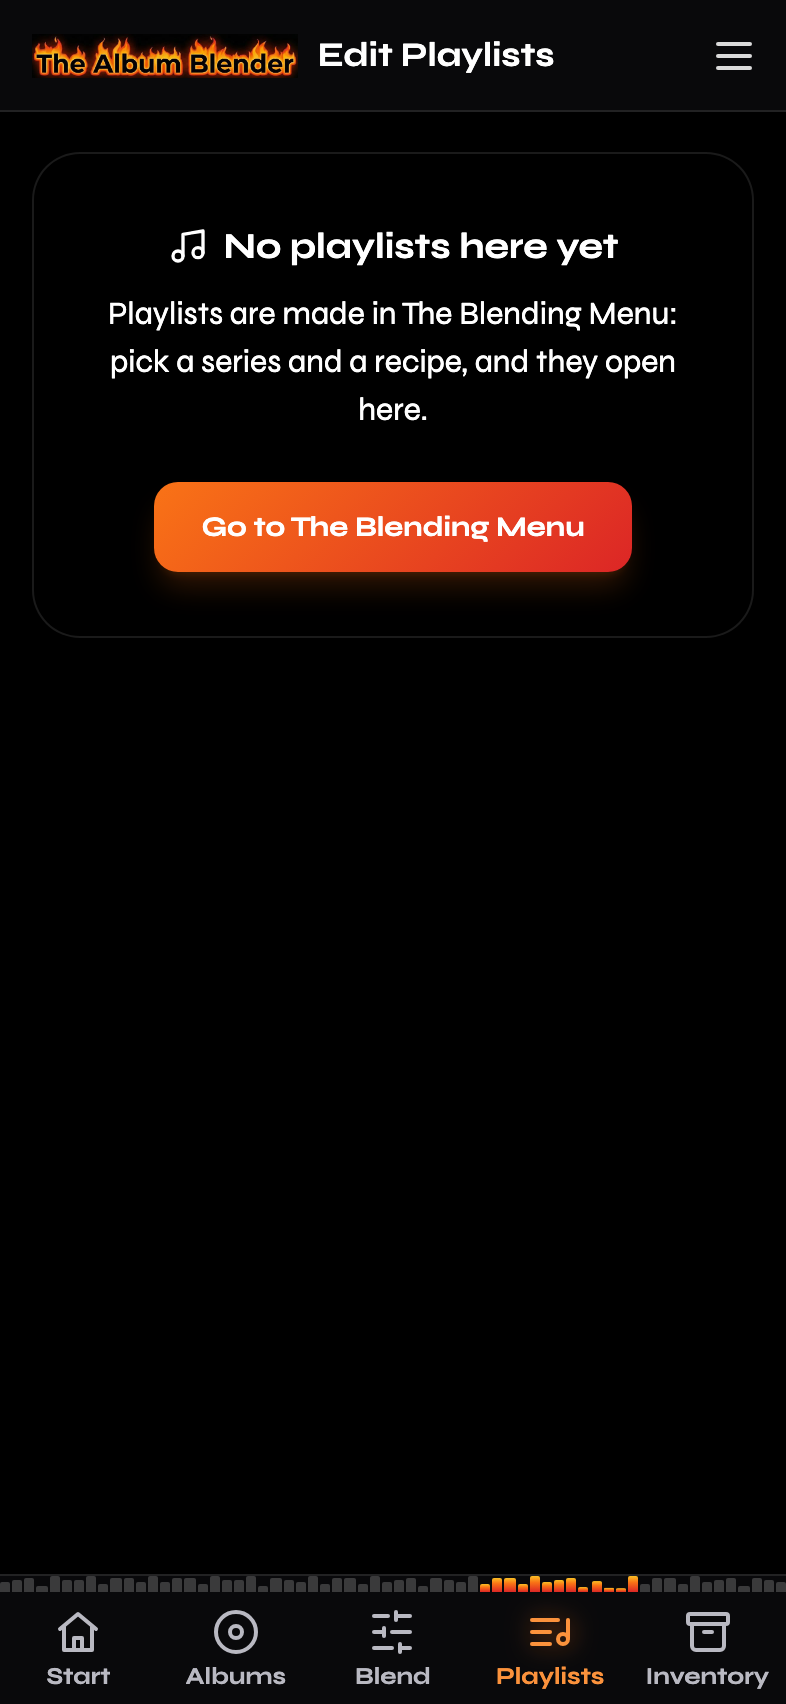 The Album Blender
Edit Playlists
No playlists here yet
Playlists are made in The Blending Menu:
pick a series and a recipe, and they open
here.
Go to The Blending Menu
Start
Albums
Blend
Playlists
Inventory